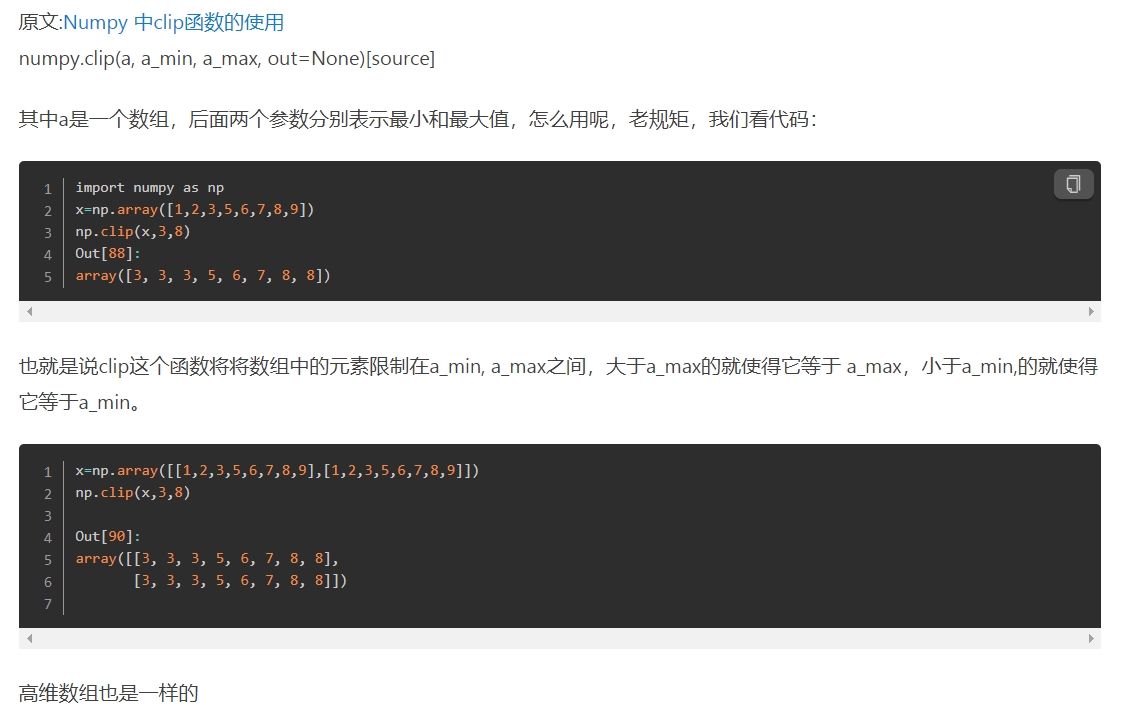 原文:Numpy 中clip函数的使用
numpy.clip(a, a_min, a_max, out=None)[source]
其中a是一个数组，后面两个参数分别表示最小和最大值，怎么用呢，老规矩，我们看代码：
1 import numpy as np
2 x=np.array([1,2,3,5,6,7,8,9])
3 np.clip(x,3,8)
4 Out[88]:
5 array([3, 3, 3, 5, 6, 7, 8, 8])
也就是说clip这个函数将将数组中的元素限制在a_min, a_max之间，大于a_max的就使得它等于 a_max，小于a_min,的就使得
它等于a_min。
1 x=np.array([[1,2,3,5,6,7,8,9],[1,2,3,5,6,7,8,9]])
2 np.clip(x,3,8)
3
4 Out[90]:
5 array([[3, 3, 3, 5, 6, 7, 8, 8],
6        [3, 3, 3, 5, 6, 7, 8, 8]])
7
高维数组也是一样的